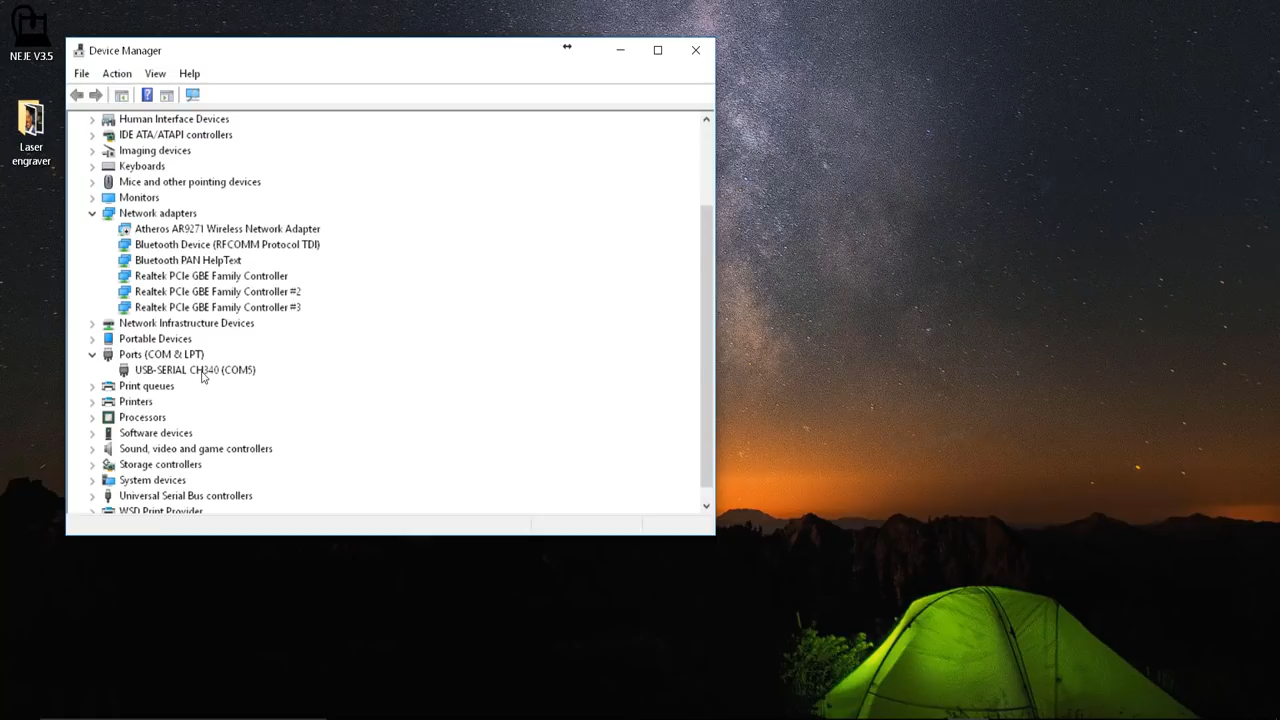 NEJE V3.5
Laser
engraver
Device Manager
File Action View Help
Human Interface Devices
IDE ATA/ATAPI controllers
Imaging devices
Keyboards
Mice and other pointing devices
Monitors
Network adapters
Atheros AR9271 Wireless Network Adapter
Bluetooth Device (RFCOMM Protocol TDI)
Bluetooth PAN HelpText
Realtek PCIe GBE Family Controller
Realtek PCIe GBE Family Controller #2
Realtek PCIe GBE Family Controller #3
Network Infrastructure Devices
Portable Devices
Ports (COM & LPT)
USB-SERIAL CH340 (COM5)
Print queues
Printers
Processors
Software devices
Sound, video and game controllers
Storage controllers
System devices
Universal Serial Bus controllers
WSD Print Provider